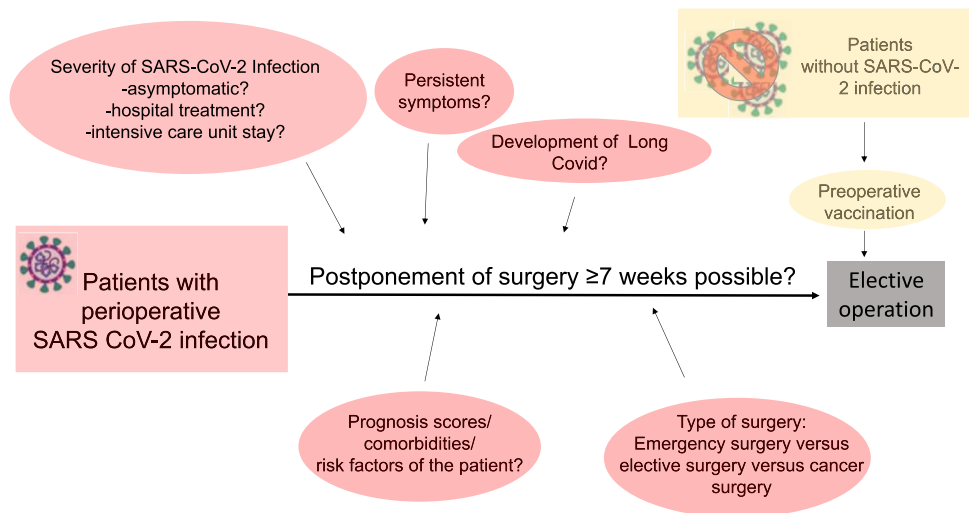 Severity of SARS-CoV-2 Infection
-asymptomatic?
-hospital treatment?
-intensive care unit stay?
Persistent
symptoms?
Development of Long
Covid?
Patients
without SARS-CoV-
2 infection
Preoperative
vaccination
Patients with
perioperative
SARS CoV-2 infection
Postponement of surgery ≥7 weeks possible?
Elective
operation
Prognosis scores/
comorbidities/
risk factors of the patient?
Type of surgery:
Emergency surgery versus
elective surgery versus cancer
surgery